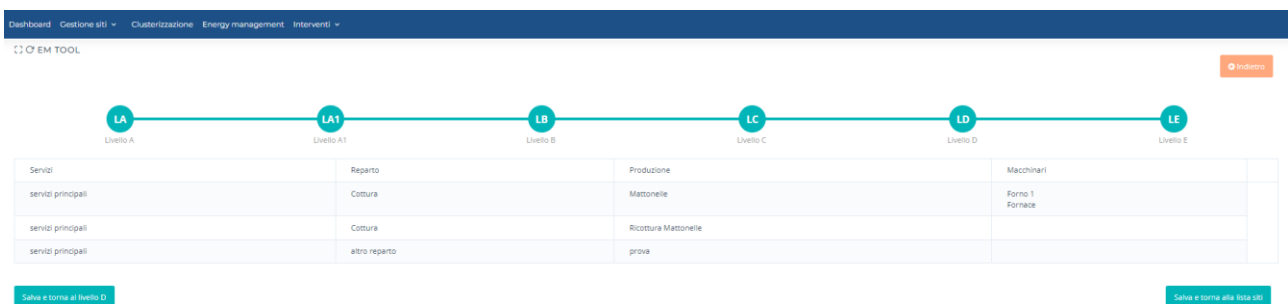 Dashboard Gestione siti Clusterizzazione Energy management Interventi
EM TOOL
Indietro
LA LA1 LB LC LD LE
Livello A Livello A1 Livello B Livello C Livello D Livello E
Servizi Reparto Produzione Macchinari
servizi principali Cottura Mattonelle Forno 1
Fornace
servizi principali Cottura Ricottura Mattonelle
servizi principali altro reparto prova
Salva e torna al livello D Salva e torna alla lista siti